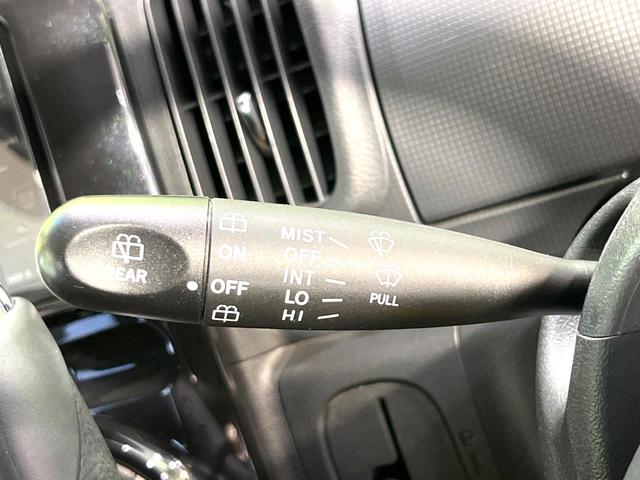 REAR
ON
OFF
MIST
OFF
INT
LO
HI
PULL
P